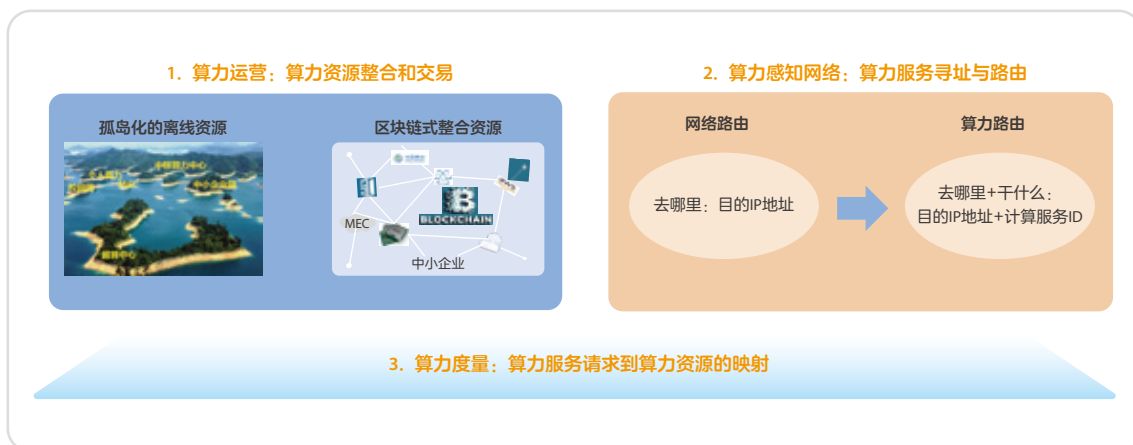 1. 算力运营：算力资源整合和交易
2. 算力感知网络：算力服务寻址与路由
孤岛化的离线资源
中小企业云
区块链式整合资源
BLOCKCHAIN
MEC
中小企业
网络路由
去哪里：目的IP地址
算力路由
去哪里+干什么：
目的IP地址+计算服务ID
3. 算力度量：算力服务请求到算力资源的映射